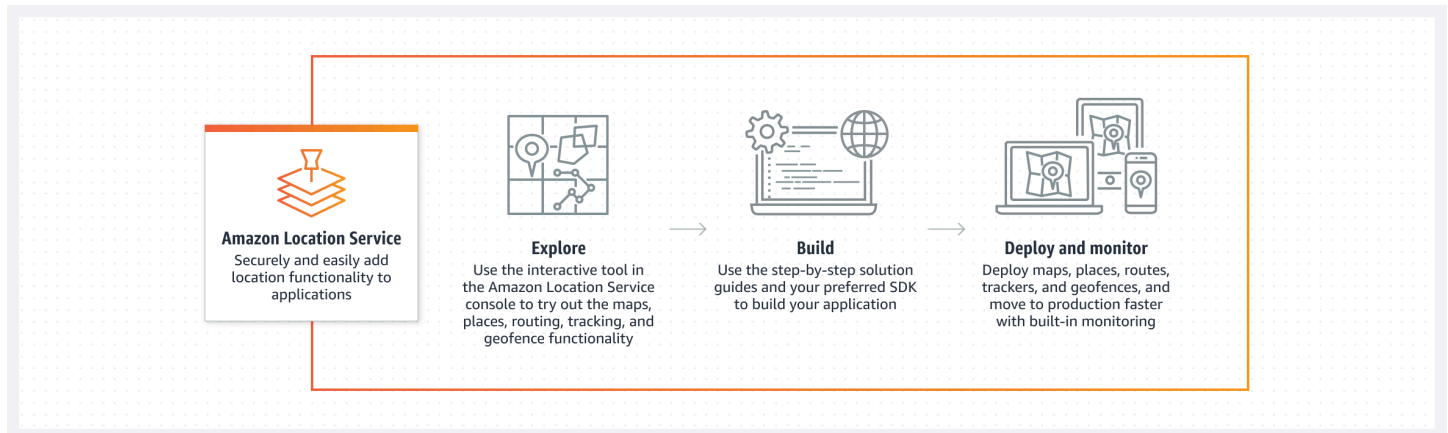 Amazon Location Service
Securely and easily add
location functionality to
applications
Explore
Use the interactive tool in
the Amazon Location Service
console to try out the maps,
places, routing, tracking, and
geofence functionality
Build
Use the step-by-step solution
guides and your preferred SDK
to build your application
Deploy and monitor
Deploy maps, places, routes,
trackers, and geofences, and
move to production faster
with built-in monitoring